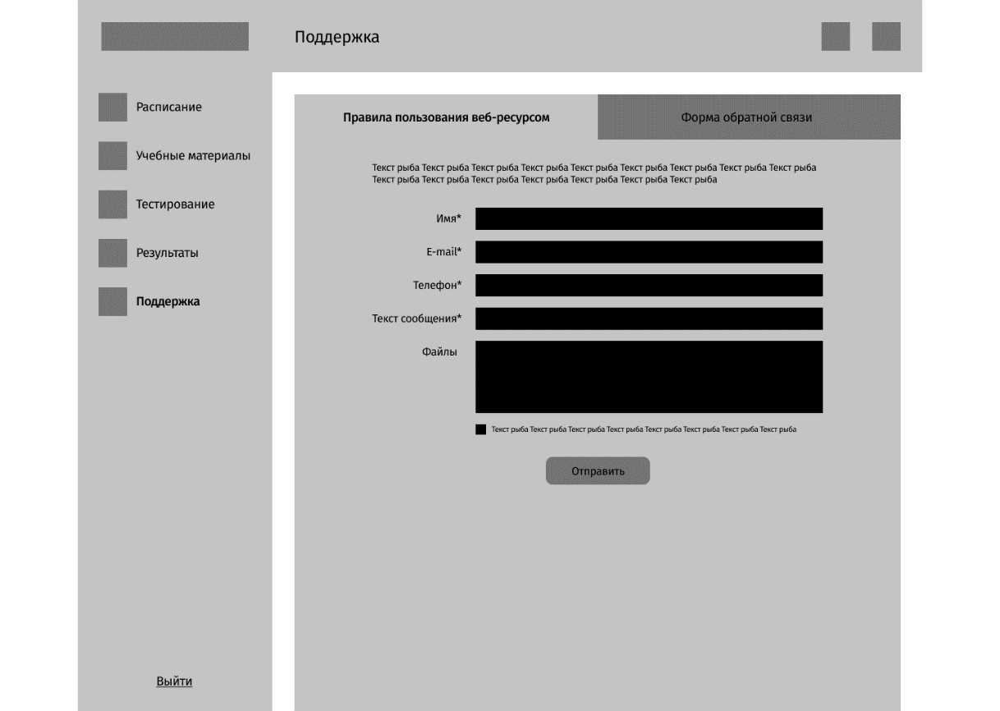 Поддержка
Расписание
Учебные материалы
Тестирование
Результаты
Поддержка
Выйти
Правила пользования веб-ресурсом
Форма обратной связи
Текст рыба Текст рыба Текст рыба Текст рыба Текст рыба Текст рыба Текст рыба Текст рыба Текст рыба
Текст рыба Текст рыба Текст рыба Текст рыба Текст рыба Текст рыба Текст рыба
Имя*
E-mail*
Телефон*
Текст сообщения*
Файлы
Текст рыба Текст рыба Текст рыба Текст рыба Текст рыба Текст рыба Текст рыба Текст рыба
Отправить